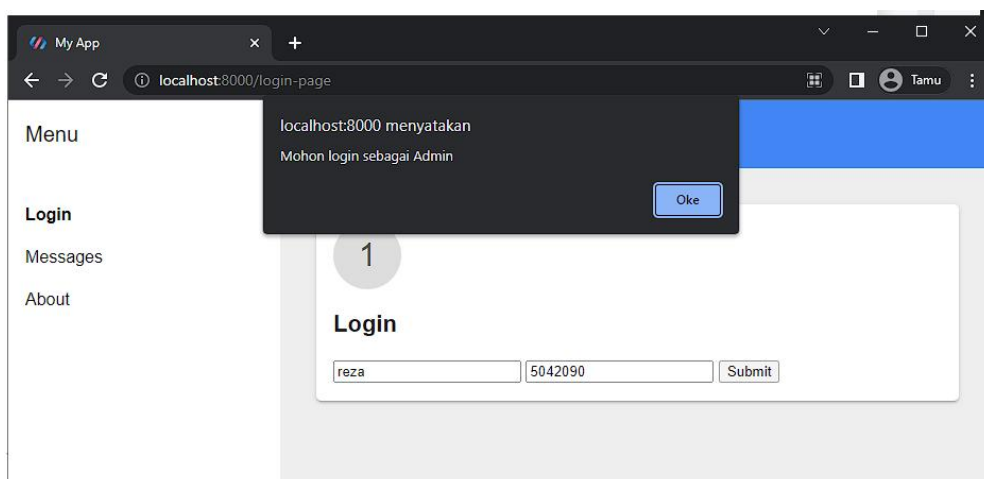 My App
localhost:8000/login-page
Tamu
localhost:8000 menyatakan
Mohon login sebagai Admin
Oke
Menu
Login
Messages
About
1
Login
reza 5042090 Submit